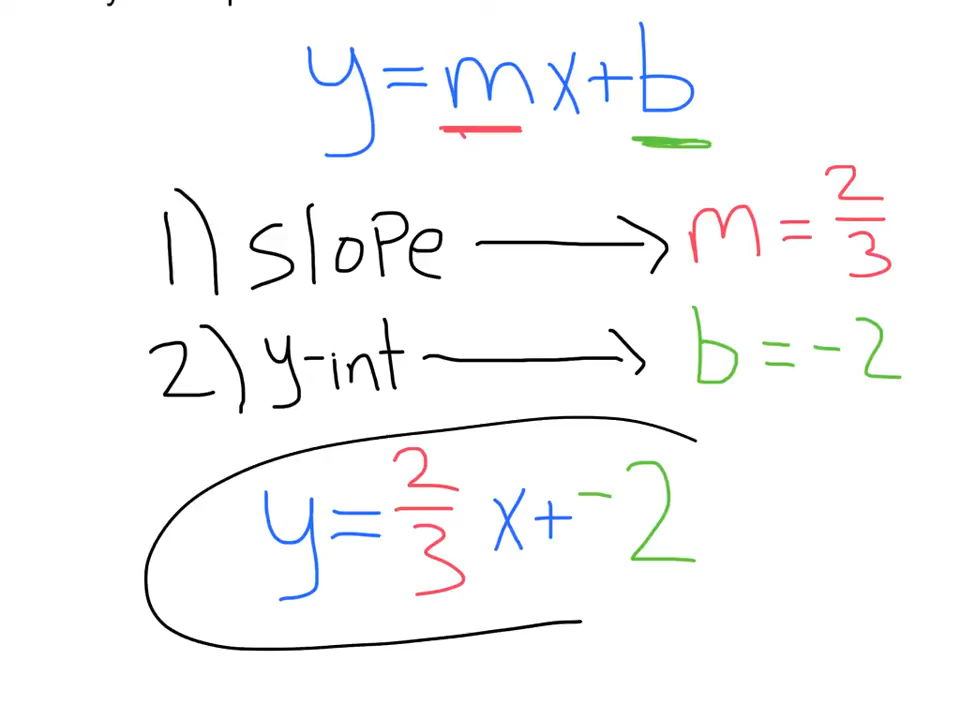 y = mx + b
1) slope → m = 2/3
2) y-int → b = -2
y = 2/3 x + -2